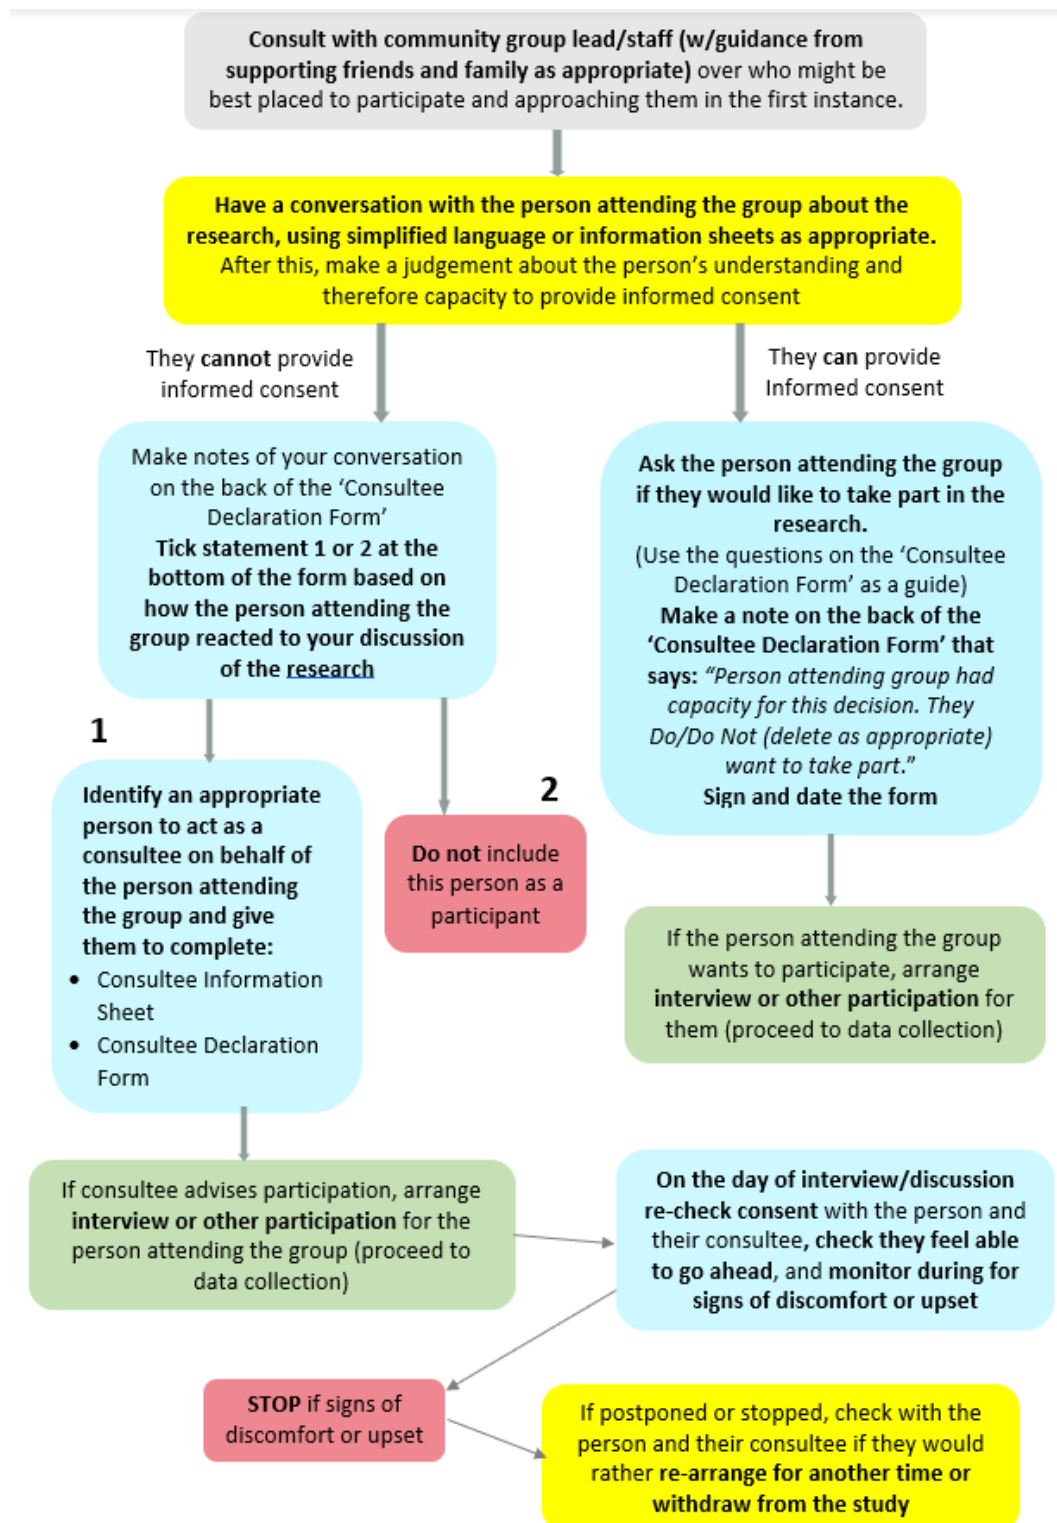 Consult with community group lead/staff (w/guidance from
supporting friends and family as appropriate) over who might be
best placed to participate and approaching them in the first instance.
Have a conversation with the person attending the group about the
research, using simplified language or information sheets as appropriate.
After this, make a judgement about the person’s understanding and
therefore capacity to provide informed consent
They cannot provide
informed consent
They can provide
Informed consent
Make notes of your conversation
on the back of the ‘Consultee
Declaration Form’
Tick statement 1 or 2 at the
bottom of the form based on
how the person attending the
group reacted to your discussion
of the research
Ask the person attending the group
if they would like to take part in the
research.
(Use the questions on the ‘Consultee
Declaration Form’ as a guide)
Make a note on the back of the
‘Consultee Declaration Form’ that
says: “Person attending group had
capacity for this decision. They
Do/Do Not (delete as appropriate)
want to take part.”
Sign and date the form
1
Identify an appropriate
person to act as a
consultee on behalf of
the person attending
the group and give
them to complete:
• Consultee Information
Sheet
• Consultee Declaration
Form
2
Do not include
this person as a
participant
If the person attending the group
wants to participate, arrange
interview or other participation for
them (proceed to data collection)
If consultee advises participation, arrange
interview or other participation for the
person attending the group (proceed to
data collection)
On the day of interview/discussion
re-check consent with the person and
their consultee, check they feel able
to go ahead, and monitor during for
signs of discomfort or upset
STOP if signs of
discomfort or upset
If postponed or stopped, check with the
person and their consultee if they would
rather re-arrange for another time or
withdraw from the study